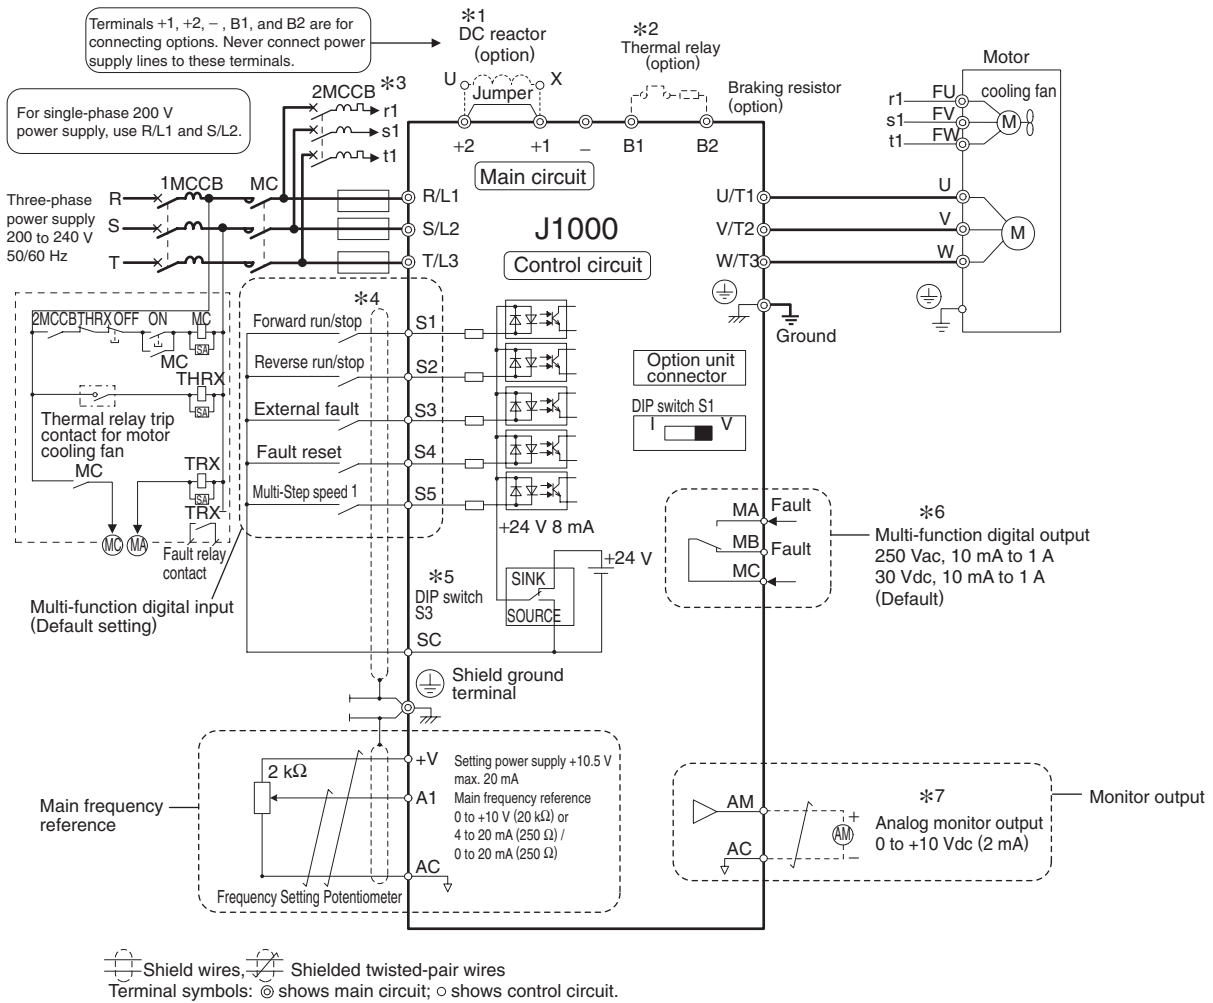 Terminals +1, +2, − , B1, and B2 are for
connecting options. Never connect power
supply lines to these terminals.
*1
DC reactor
(option)
U X
Jumper
*2
Thermal relay
(option)
Braking resistor
(option)
Motor
cooling fan
r1 FU
s1 FV
t1 FW
M
For single-phase 200 V
power supply, use R/L1 and S/L2.
2MCCB *3
r1
s1
t1
+2 +1 − B1 B2
Main circuit
Three-phase
power supply
200 to 240 V
50/60 Hz
R
S
T
1MCCB MC
R/L1
S/L2
T/L3
J1000
Control circuit
U/T1
V/T2
W/T3
U
V
W
M
Ground
2MCCB THRX OFF ON MC
SA
MC
THRX
SA
Thermal relay trip
contact for motor
cooling fan
MC
TRX
SA
TRX
MC MA
Fault relay
contact
Multi-function digital input
(Default setting)
*4
Forward run/stop S1
Reverse run/stop S2
External fault S3
Fault reset S4
Multi-Step speed 1 S5
+24 V 8 mA
Option unit
connector
DIP switch S1
I V
*5
DIP switch
S3
SINK
SOURCE
+24 V
SC
MA Fault
MB Fault
MC
*6
Multi-function digital output
250 Vac, 10 mA to 1 A
30 Vdc, 10 mA to 1 A
(Default)
Shield ground
terminal
Main frequency
reference
2 kΩ
+V
A1
AC
Setting power supply +10.5 V
max. 20 mA
Main frequency reference
0 to +10 V (20 kΩ) or
4 to 20 mA (250 Ω) /
0 to 20 mA (250 Ω)
Frequency Setting Potentiometer
AM
AC
AM
+
−
*7
Analog monitor output
0 to +10 Vdc (2 mA)
Monitor output
Shield wires, Shielded twisted-pair wires
Terminal symbols: ◎ shows main circuit; ○ shows control circuit.